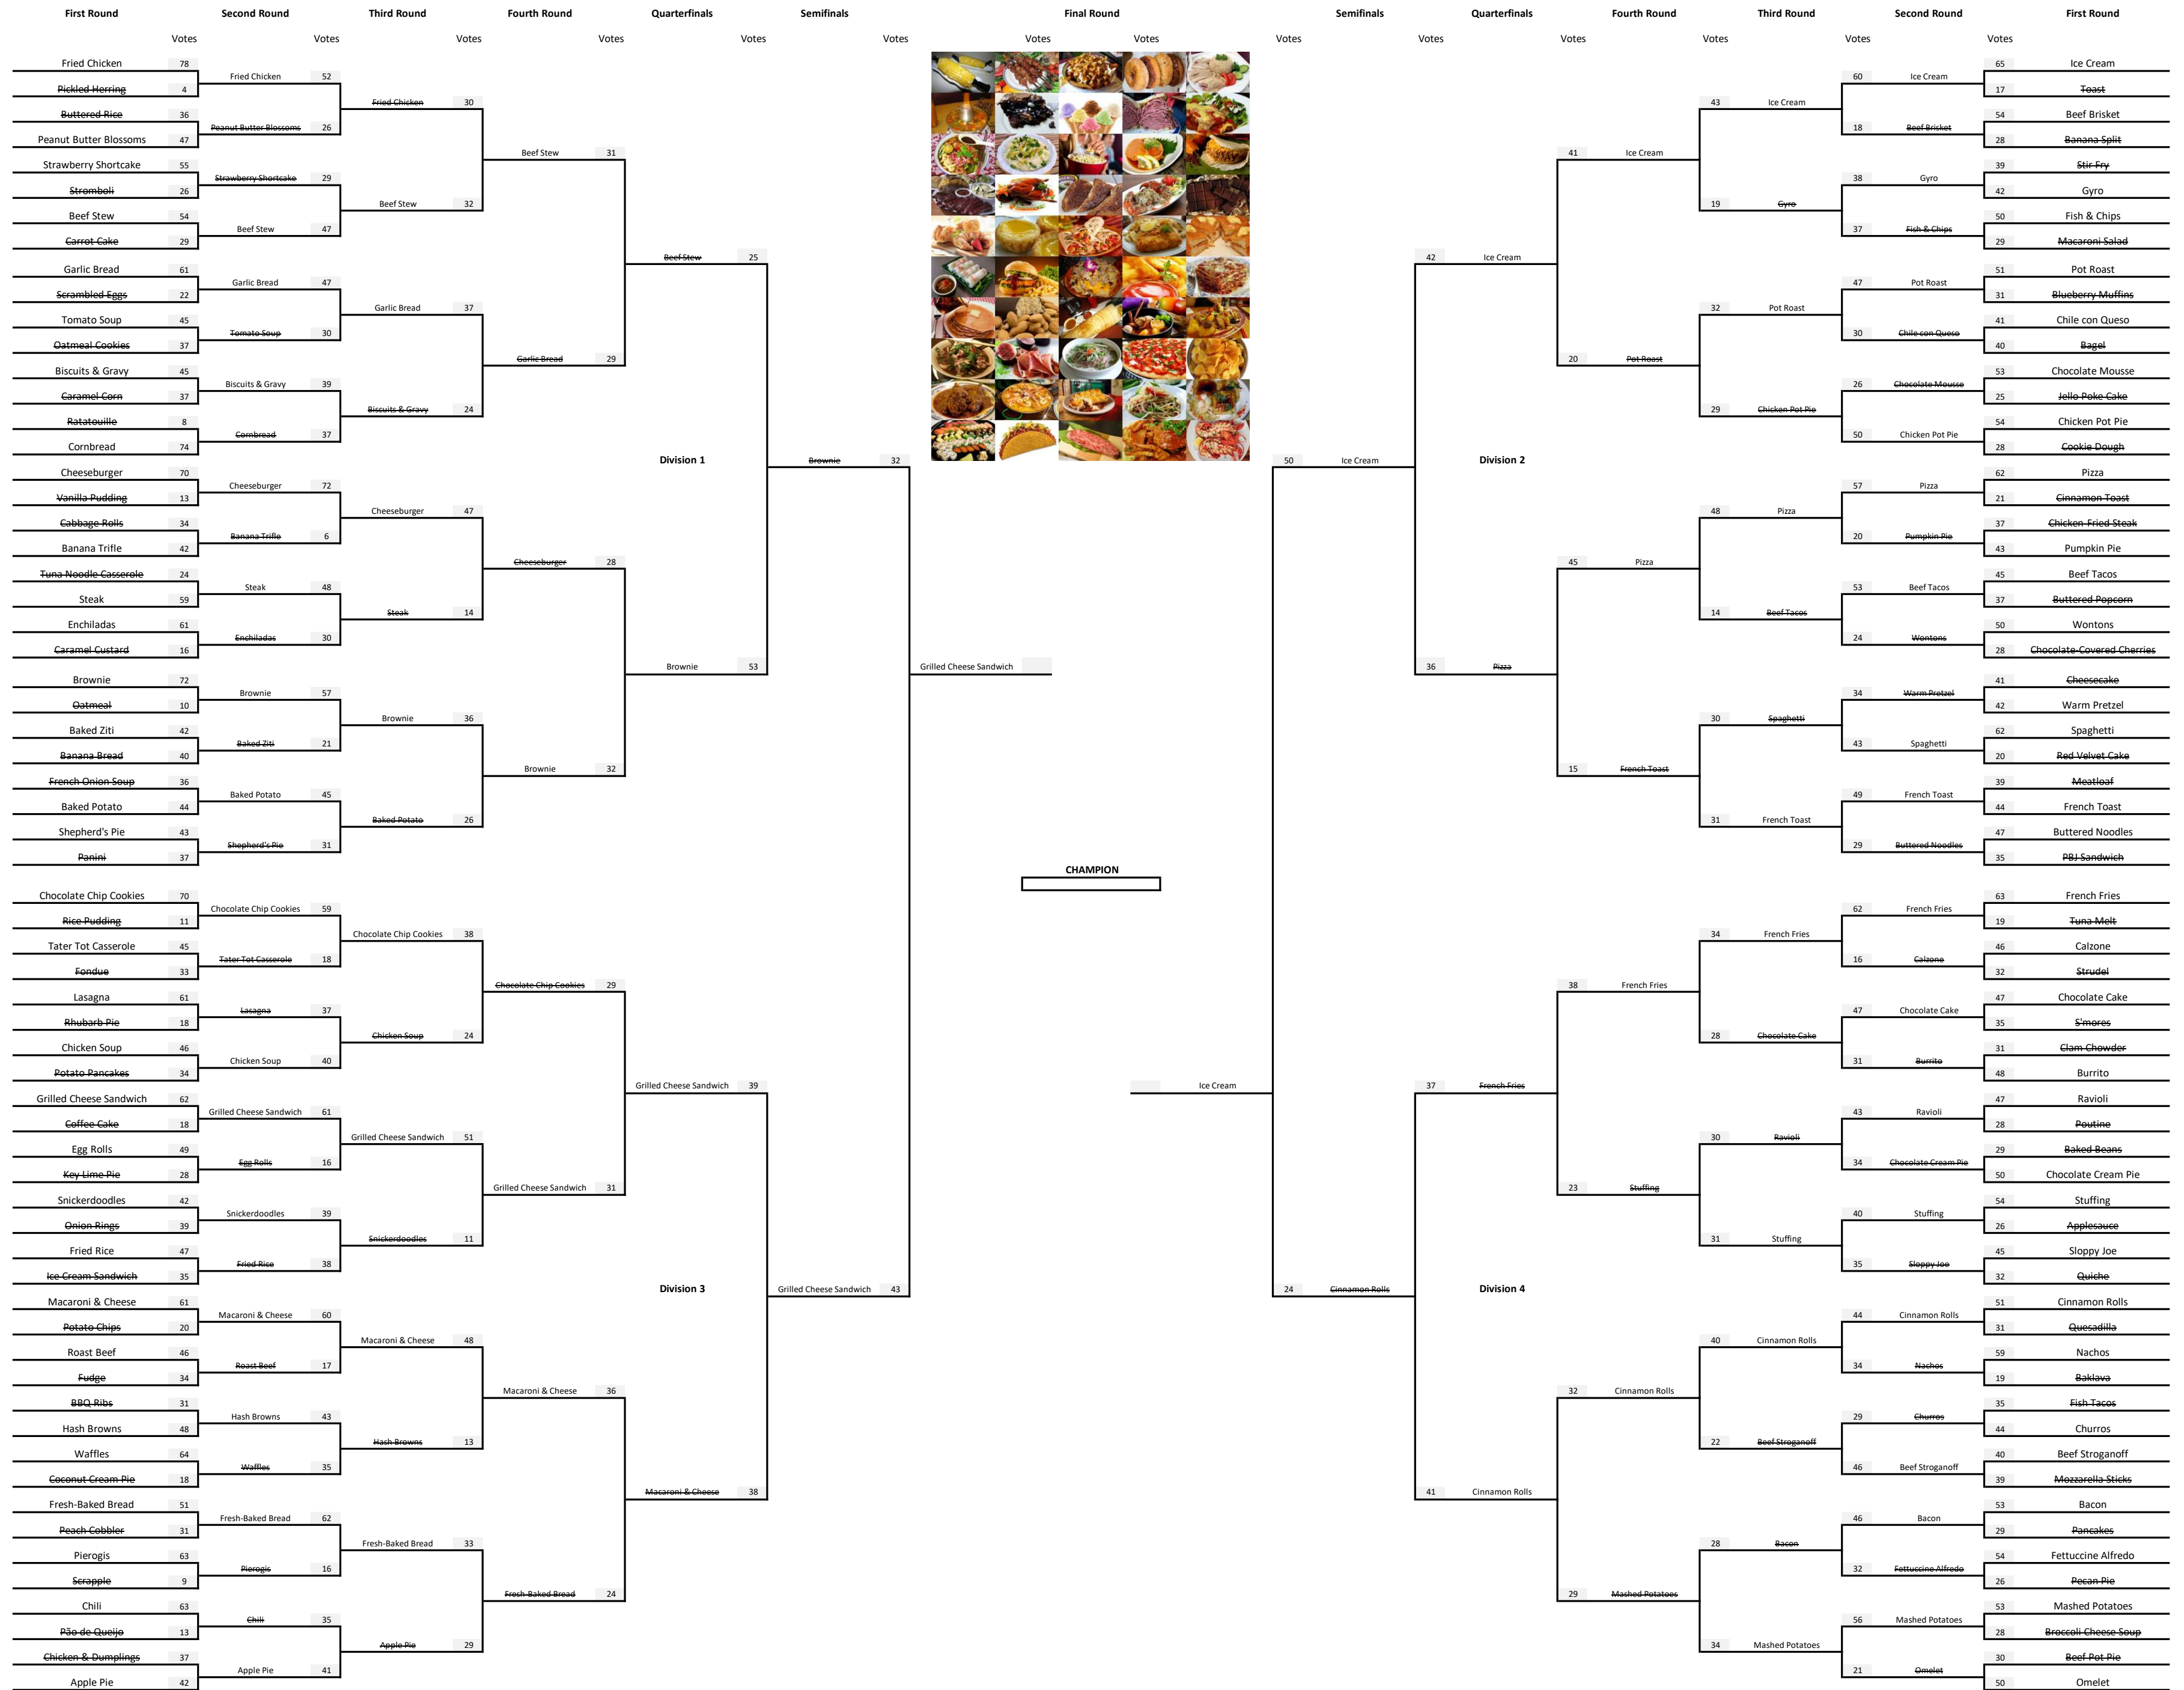 First Round Second Round Third Round Fourth Round Quarterfinals Semifinals Final Round Semifinals Quarterfinals Fourth Round Third Round Second Round First Round
Votes Votes Votes Votes Votes Votes Votes Votes Votes Votes Votes Votes Votes Votes
Fried Chicken 78 65 Ice Cream
Fried Chicken 52 60 Ice Cream
Pickled Herring 4 17 Toast
Fried Chicken 30 43 Ice Cream
Buttered Rice 36 54 Beef Brisket
Peanut Butter Blossoms 26 18 Beef Brisket
Peanut Butter Blossoms 47 28 Banana Split
Beef Stew 31 41 Ice Cream
Strawberry Shortcake 55 39 Stir Fry
Strawberry Shortcake 29 38 Gyro
Stromboli 26 42 Gyro
Beef Stew 32 19 Gyro
Beef Stew 54 50 Fish & Chips
Beef Stew 47 37 Fish & Chips
Carrot Cake 29 29 Macaroni Salad
Beef Stew 25 42 Ice Cream
Garlic Bread 61 51 Pot Roast
Garlic Bread 47 47 Pot Roast
Scrambled Eggs 22 31 Blueberry Muffins
Garlic Bread 37 32 Pot Roast
Tomato Soup 45 41 Chile con Queso
Tomato Soup 30 30 Chile con Queso
Oatmeal Cookies 37 40 Bagel
Garlic Bread 29 20 Pot Roast
Biscuits & Gravy 45 53 Chocolate Mousse
Biscuits & Gravy 39 26 Chocolate Mousse
Caramel Corn 37 25 Jello Poke Cake
Biscuits & Gravy 24 29 Chicken Pot Pie
Ratatouille 8 54 Chicken Pot Pie
Cornbread 37 50 Chicken Pot Pie
Cornbread 74 28 Cookie Dough
Division 1 Brownie 32 50 Ice Cream Division 2
Cheeseburger 70 62 Pizza
Cheeseburger 72 57 Pizza
Vanilla Pudding 13 21 Cinnamon Toast
Cheeseburger 47 48 Pizza
Cabbage Rolls 34 37 Chicken-Fried Steak
Banana Trifle 6 20 Pumpkin Pie
Banana Trifle 42 43 Pumpkin Pie
Cheeseburger 28 45 Pizza
Tuna Noodle Casserole 24 45 Beef Tacos
Steak 48 53 Beef Tacos
Steak 59 37 Buttered Popcorn
Steak 14 14 Beef Tacos
Enchiladas 61 50 Wontons
Enchiladas 30 24 Wontons
Caramel Custard 16 28 Chocolate-Covered Cherries
Brownie 53 Grilled Cheese Sandwich 36 Pizza
Brownie 72 41 Cheesecake
Brownie 57 34 Warm Pretzel
Oatmeal 10 42 Warm Pretzel
Brownie 36 30 Spaghetti
Baked Ziti 42 62 Spaghetti
Baked Ziti 21 43 Spaghetti
Banana Bread 40 20 Red Velvet Cake
Brownie 32 15 French Toast
French Onion Soup 36 39 Meatloaf
Baked Potato 45 49 French Toast
Baked Potato 44 44 French Toast
Baked Potato 26 31 French Toast
Shepherd's Pie 43 47 Buttered Noodles
Shepherd's Pie 31 29 Buttered Noodles
Panini 37 35 PBJ Sandwich
CHAMPION
Chocolate Chip Cookies 70 63 French Fries
Chocolate Chip Cookies 59 62 French Fries
Rice Pudding 11 19 Tuna Melt
Chocolate Chip Cookies 38 34 French Fries
Tater Tot Casserole 45 46 Calzone
Tater Tot Casserole 18 16 Calzone
Fondue 33 32 Strudel
Chocolate Chip Cookies 29 38 French Fries
Lasagna 61 47 Chocolate Cake
Lasagna 37 47 Chocolate Cake
Rhubarb Pie 18 35 S'mores
Chicken Soup 24 28 Chocolate Cake
Chicken Soup 46 31 Clam Chowder
Chicken Soup 40 31 Burrito
Potato Pancakes 34 48 Burrito
Grilled Cheese Sandwich 39 Ice Cream 37 French Fries
Grilled Cheese Sandwich 62 47 Ravioli
Grilled Cheese Sandwich 61 43 Ravioli
Coffee Cake 18 28 Poutine
Grilled Cheese Sandwich 51 30 Ravioli
Egg Rolls 49 29 Baked Beans
Egg Rolls 16 34 Chocolate Cream Pie
Key Lime Pie 28 50 Chocolate Cream Pie
Grilled Cheese Sandwich 31 23 Stuffing
Snickerdoodles 42 54 Stuffing
Snickerdoodles 39 40 Stuffing
Onion Rings 39 26 Applesauce
Snickerdoodles 11 31 Stuffing
Fried Rice 47 45 Sloppy Joe
Fried Rice 38 35 Sloppy Joe
Ice Cream Sandwich 35 32 Quiche
Division 3 Grilled Cheese Sandwich 43 24 Cinnamon Rolls Division 4
Macaroni & Cheese 61 51 Cinnamon Rolls
Macaroni & Cheese 60 44 Cinnamon Rolls
Potato Chips 20 31 Quesadilla
Macaroni & Cheese 48 40 Cinnamon Rolls
Roast Beef 46 59 Nachos
Roast Beef 17 34 Nachos
Fudge 34 19 Baklava
Macaroni & Cheese 36 32 Cinnamon Rolls
BBQ Ribs 31 35 Fish Tacos
Hash Browns 43 29 Churros
Hash Browns 48 44 Churros
Hash Browns 13 22 Beef Stroganoff
Waffles 64 40 Beef Stroganoff
Waffles 35 46 Beef Stroganoff
Coconut Cream Pie 18 39 Mozzarella Sticks
Macaroni & Cheese 38 41 Cinnamon Rolls
Fresh-Baked Bread 51 53 Bacon
Fresh-Baked Bread 62 46 Bacon
Peach Cobbler 31 29 Pancakes
Fresh-Baked Bread 33 28 Bacon
Pierogis 63 54 Fettuccine Alfredo
Pierogis 16 32 Fettuccine Alfredo
Scrapple 9 26 Pecan Pie
Fresh-Baked Bread 24 29 Mashed Potatoes
Chili 63 53 Mashed Potatoes
Chili 35 56 Mashed Potatoes
Pão de Queijo 13 28 Broccoli Cheese Soup
Apple Pie 29 34 Mashed Potatoes
Chicken & Dumplings 37 30 Beef Pot Pie
Apple Pie 41 21 Omelet
Apple Pie 42 50 Omelet